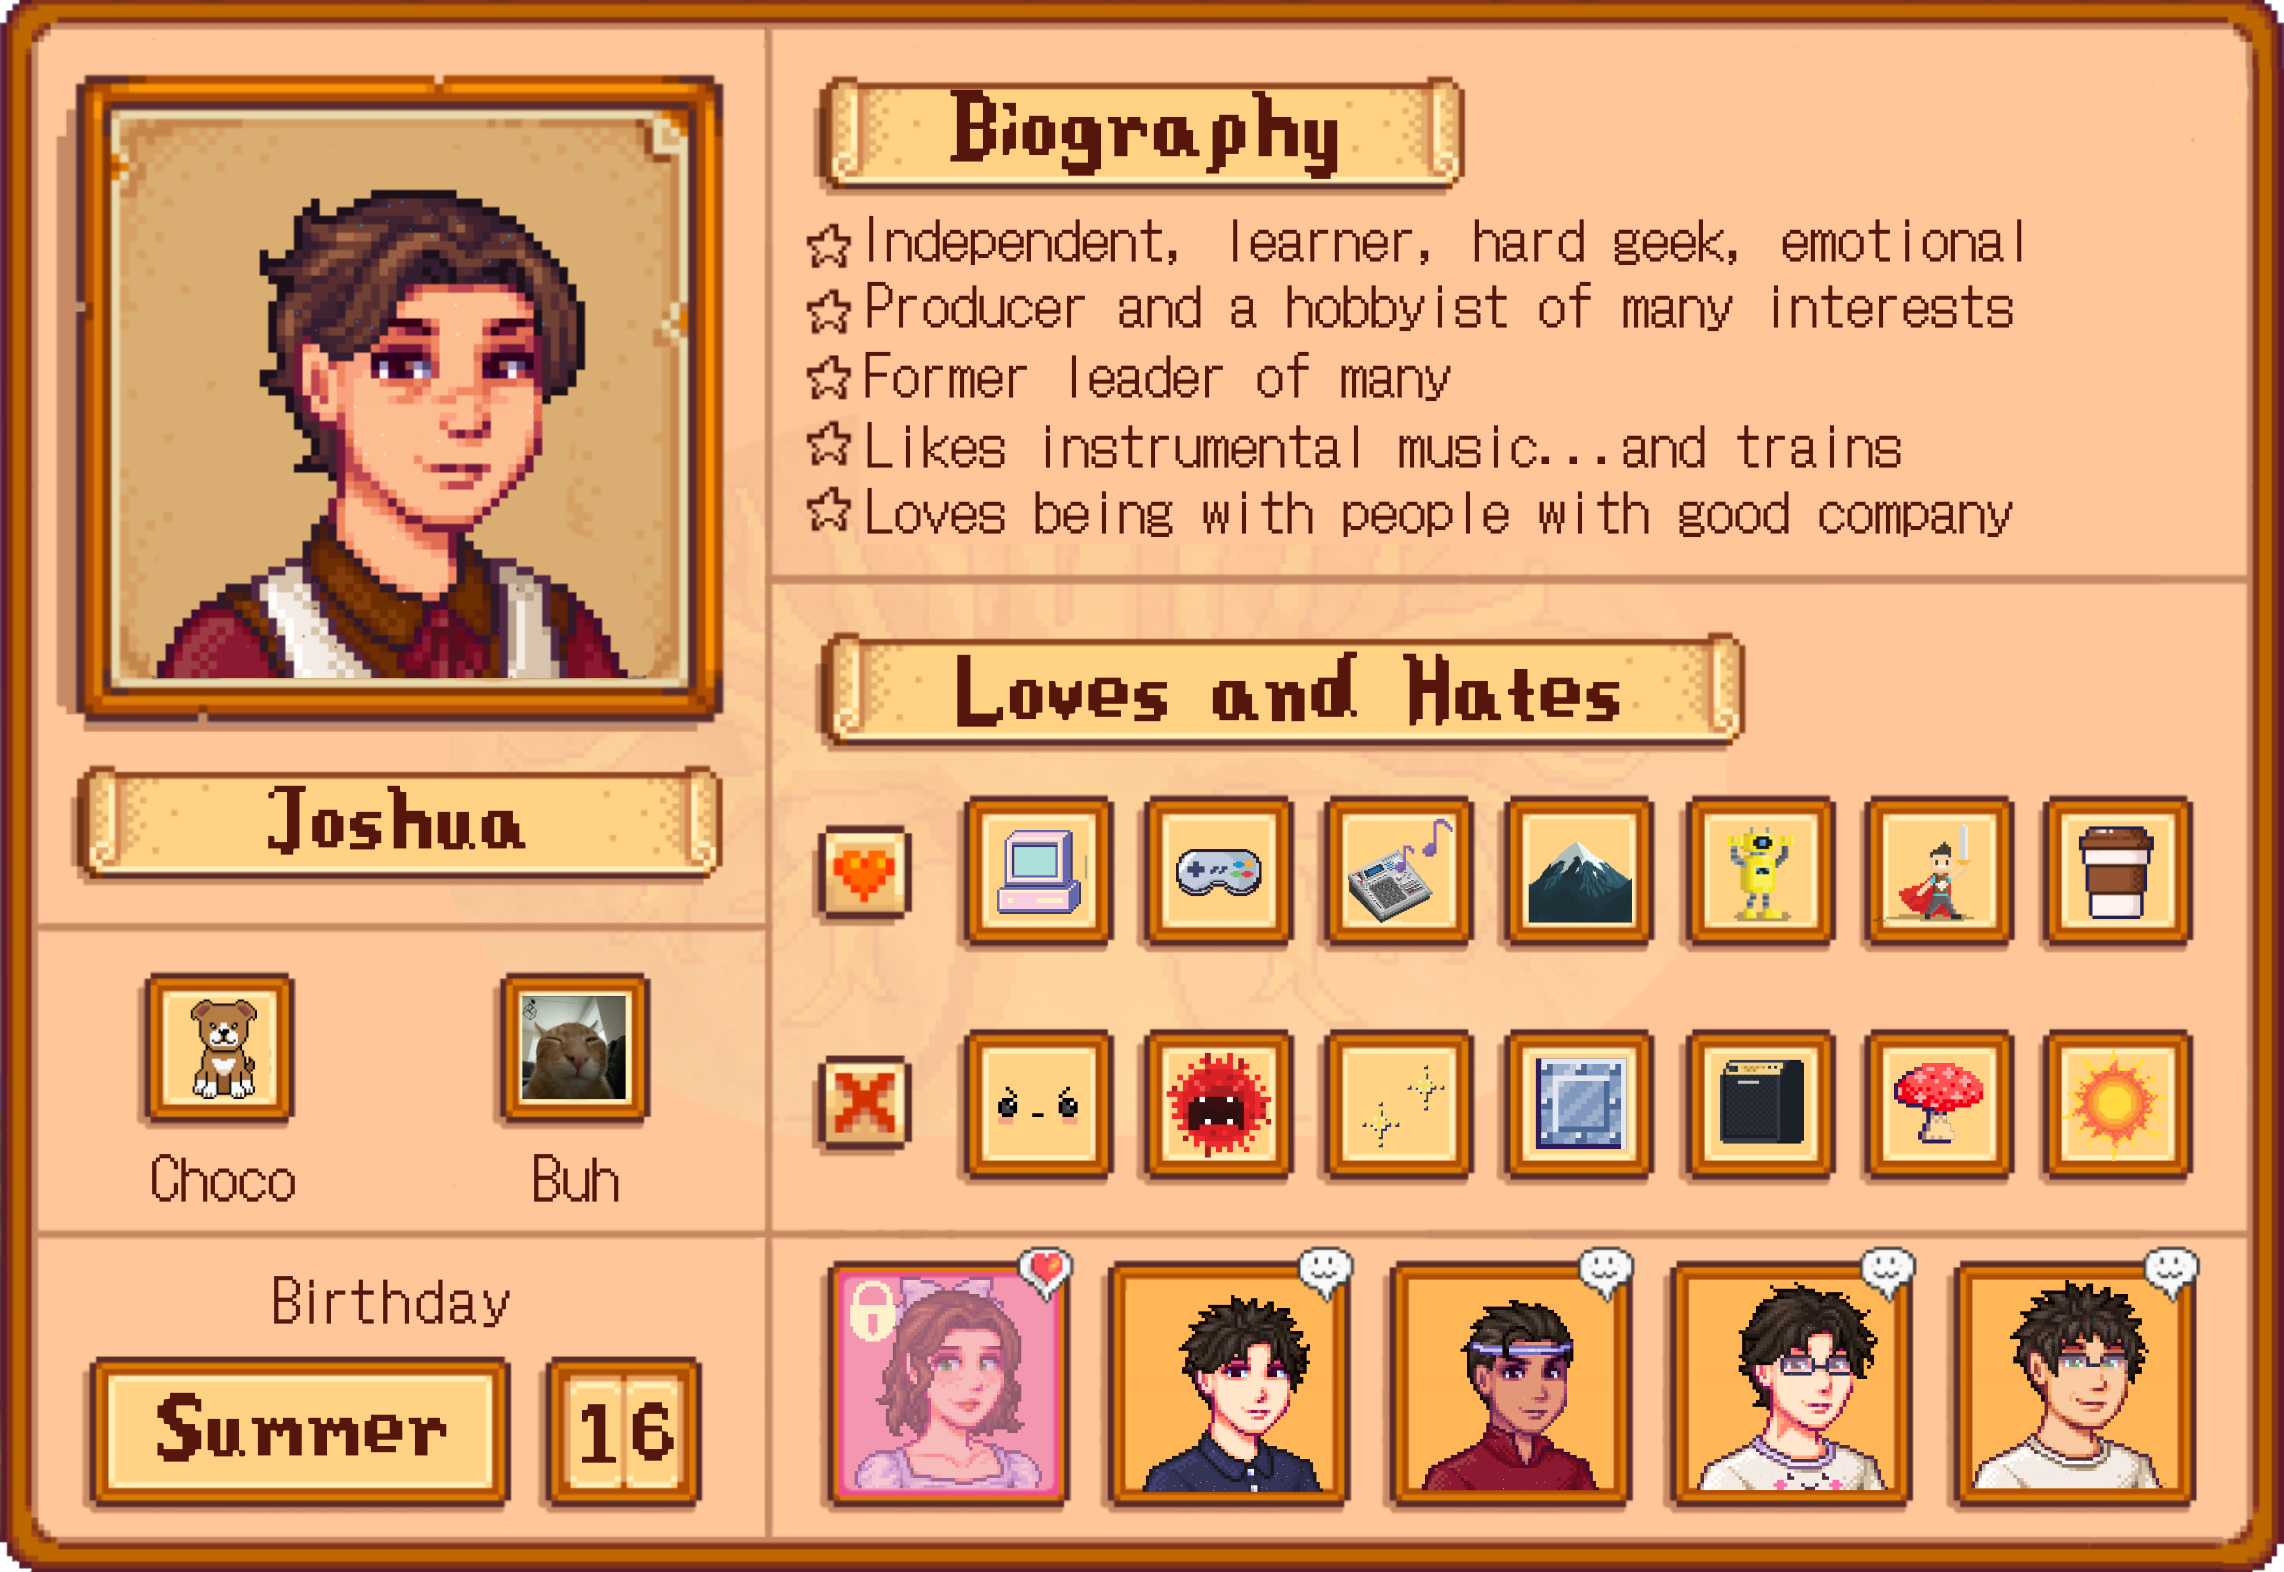 Biography
Independent, learner, hard geek, emotional
Producer and a hobbyist of many interests
Former leader of many
Likes instrumental music...and trains
Loves being with people with good company
Joshua
Loves and Hates
Choco
Buh
Birthday
Summer
16